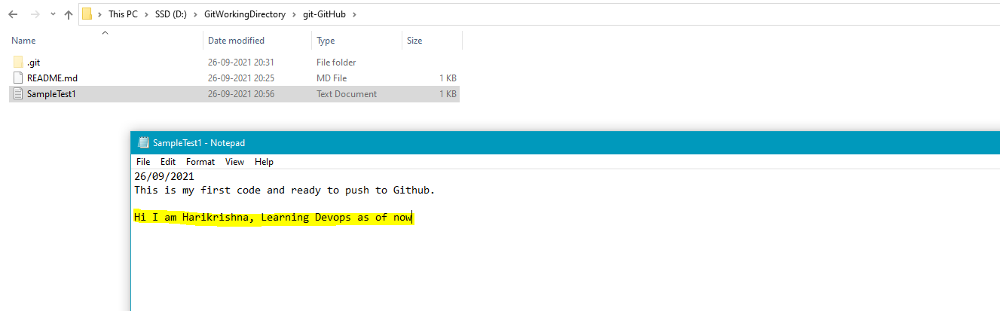 This PC > SSD (D:) > GitWorkingDirectory > git-GitHub >
Name Date modified Type Size
.git 26-09-2021 20:31 File folder
README.md 26-09-2021 20:25 MD File 1 KB
SampleTest1 26-09-2021 20:56 Text Document 1 KB
SampleTest1 - Notepad
File Edit Format View Help
26/09/2021
This is my first code and ready to push to Github.
Hi I am Harikrishna, Learning Devops as of now